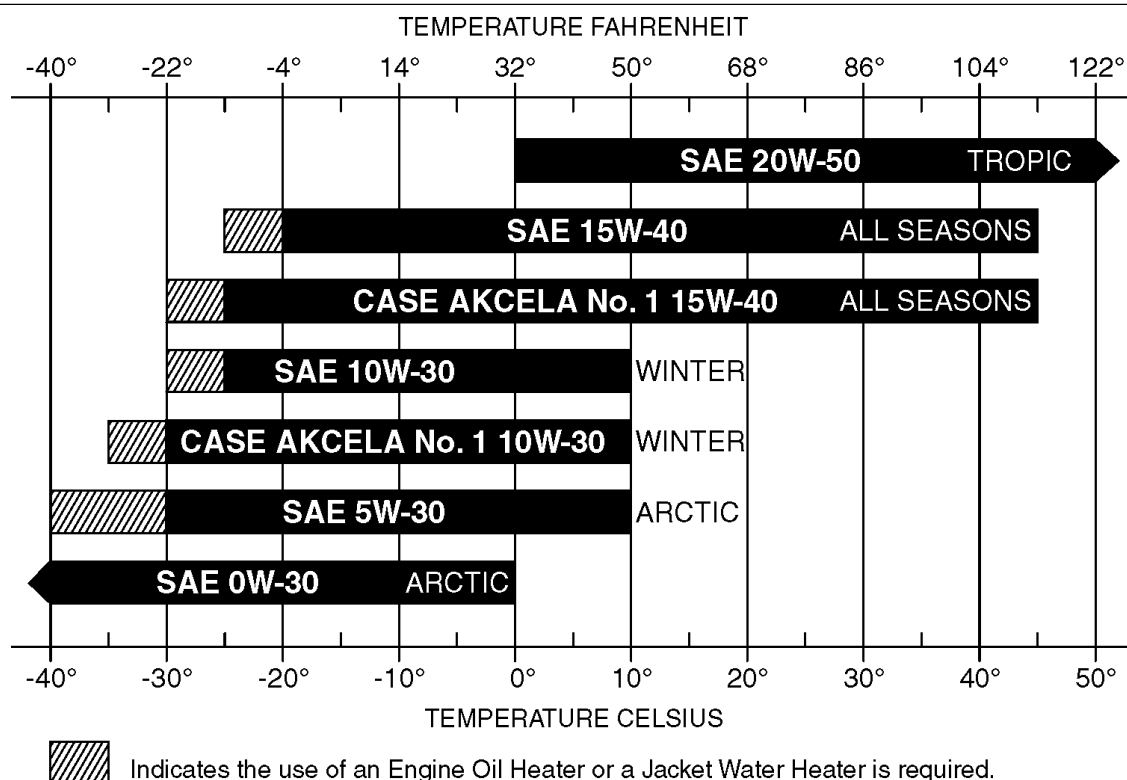 TEMPERATURE FAHRENHEIT
-40° -22° -4° 14° 32° 50° 68° 86° 104° 122°
SAE 20W-50 TROPIC
SAE 15W-40 ALL SEASONS
CASE AKCELA No. 1 15W-40 ALL SEASONS
SAE 10W-30 WINTER
CASE AKCELA No. 1 10W-30 WINTER
SAE 5W-30 ARCTIC
SAE 0W-30 ARCTIC
-40° -30° -20° -10° 0° 10° 20° 30° 40° 50°
TEMPERATURE CELSIUS
Indicates the use of an Engine Oil Heater or a Jacket Water Heater is required.